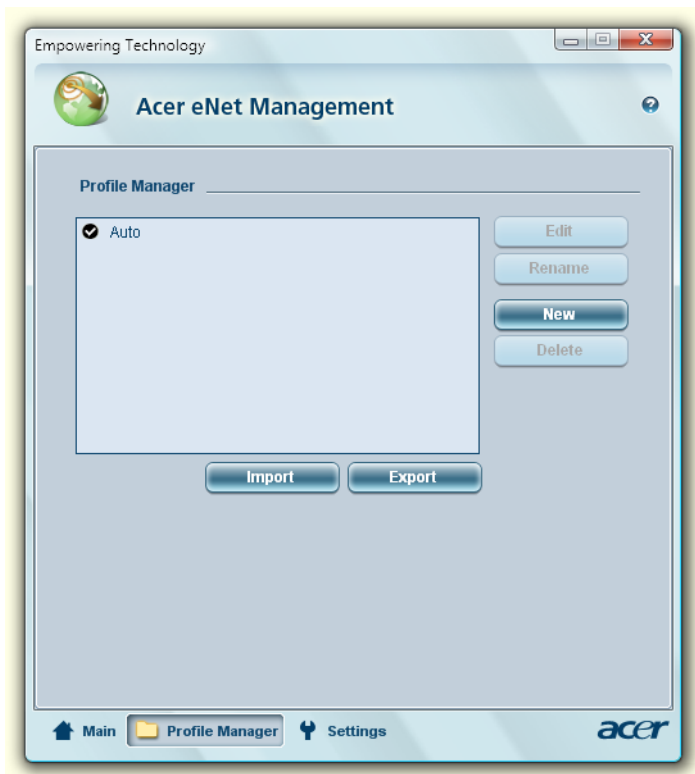 Empowering Technology
Acer eNet Management
Profile Manager
Auto
Edit
Rename
New
Delete
Import Export
Main Profile Manager Settings acer